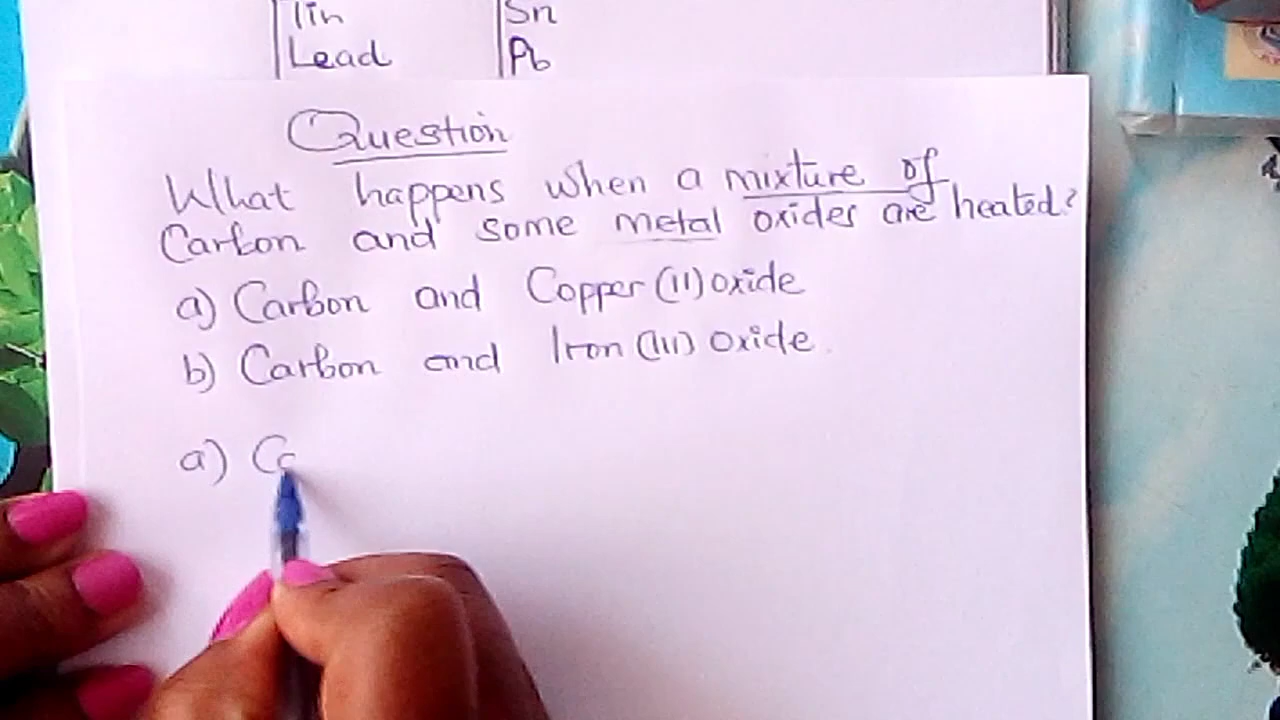 Tin Sn
Lead Pb
Question
What happens when a mixture of
Carbon and some metal oxides are heated?
a) Carbon and Copper (II) oxide
b) Carbon and Iron (III) oxide.
a) Ca